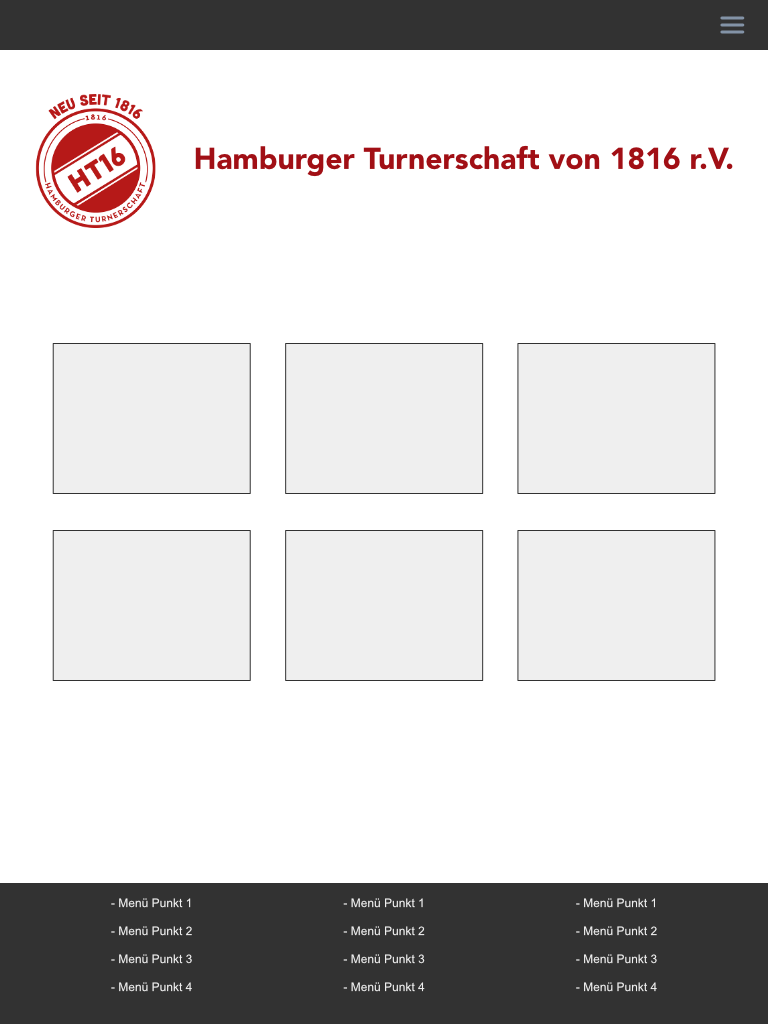 NEU SEIT 1816
1816
HT16
HAMBURGER TURNERSCHAFT
Hamburger Turnerschaft von 1816 r.V.
- Menü Punkt 1 - Menü Punkt 1 - Menü Punkt 1
- Menü Punkt 2 - Menü Punkt 2 - Menü Punkt 2
- Menü Punkt 3 - Menü Punkt 3 - Menü Punkt 3
- Menü Punkt 4 - Menü Punkt 4 - Menü Punkt 4